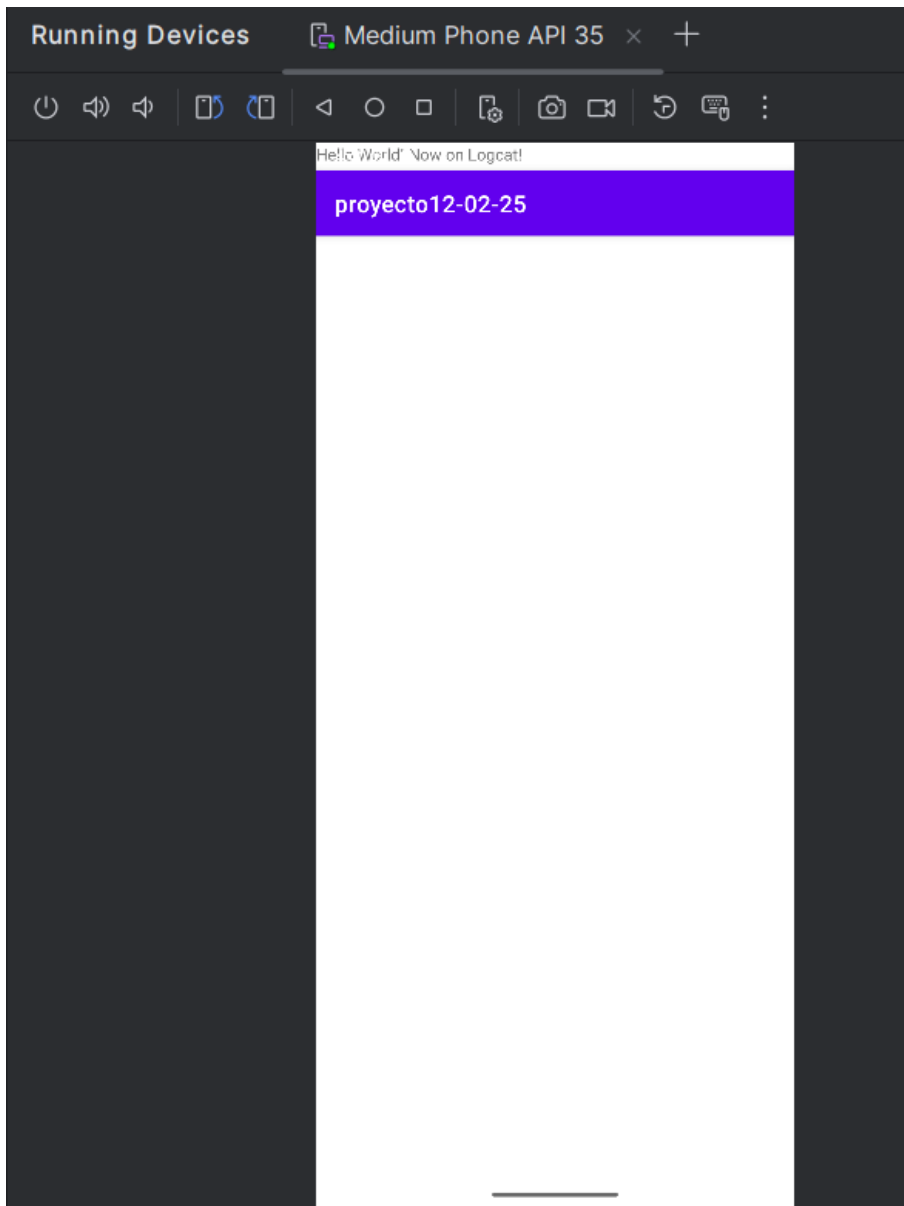 Running Devices Medium Phone API 35
Hello World! Now on Logcat!
proyecto12-02-25